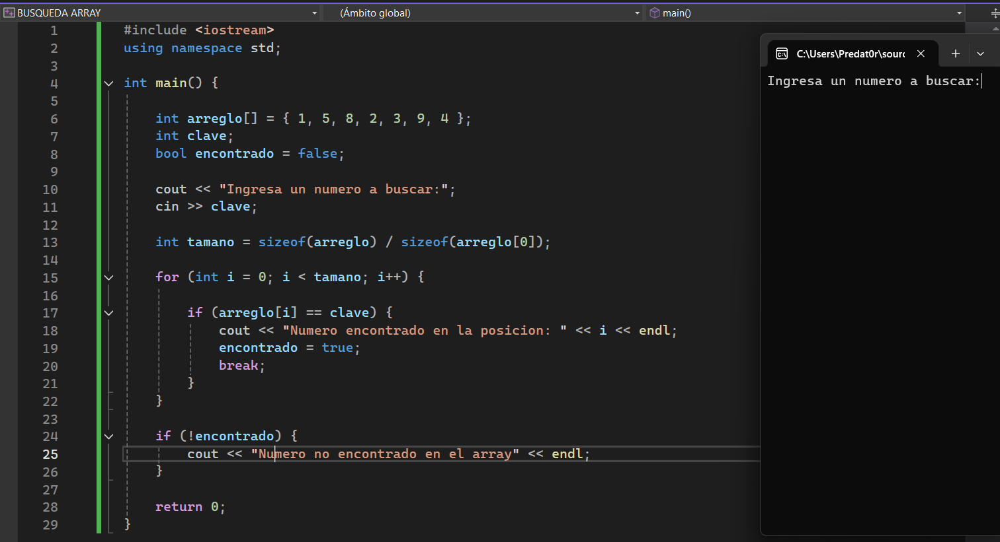 BUSQUEDA ARRAY (Ámbito global) main()
1 #include <iostream>
2 using namespace std;
3
4 int main() {
5
6 int arreglo[] = { 1, 5, 8, 2, 3, 9, 4 };
7 int clave;
8 bool encontrado = false;
9
10 cout << "Ingresa un numero a buscar:";
11 cin >> clave;
12
13 int tamano = sizeof(arreglo) / sizeof(arreglo[0]);
14
15 for (int i = 0; i < tamano; i++) {
16
17 if (arreglo[i] == clave) {
18 cout << "Numero encontrado en la posicion: " << i << endl;
19 encontrado = true;
20 break;
21 }
22 }
23
24 if (!encontrado) {
25 cout << "Numero no encontrado en el array" << endl;
26 }
27
28 return 0;
29 }
C:\Users\Predat0r\sourc
Ingresa un numero a buscar: